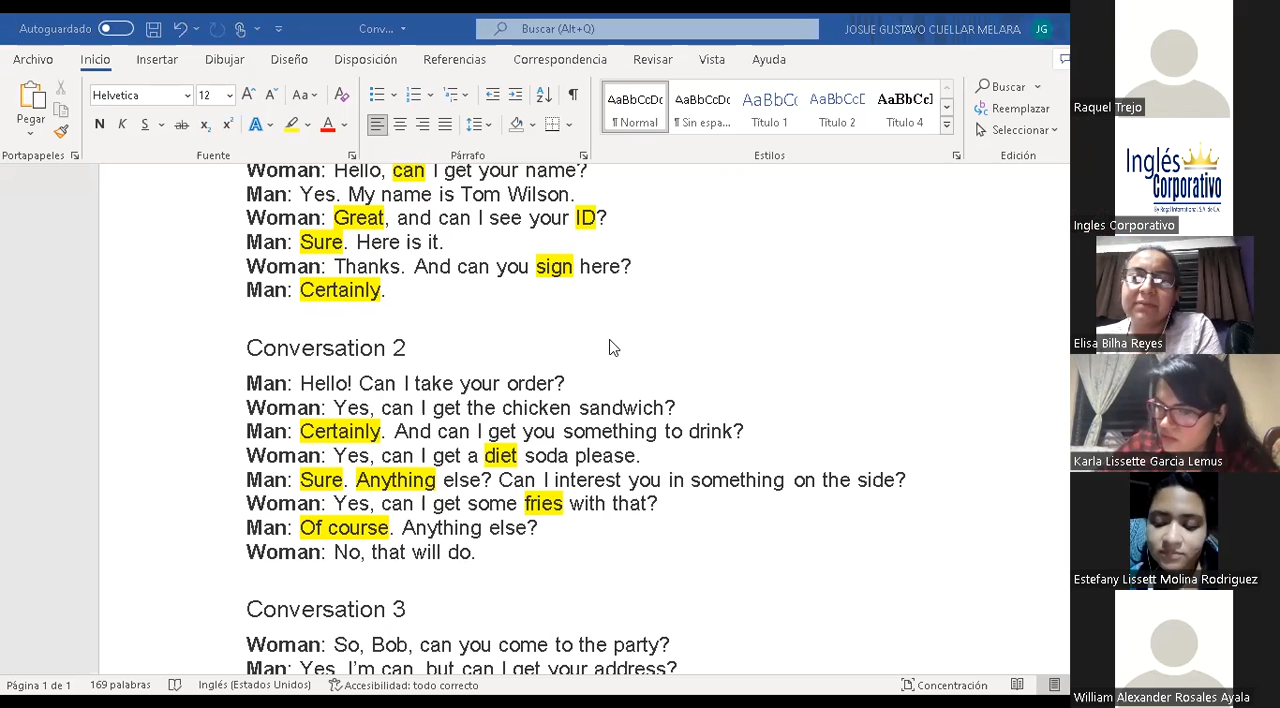 Autoguardado
Conv...
Buscar (Alt+Q)
JOSUE GUSTAVO CUELLAR MELARA
JG
Archivo
Inicio
Insertar
Dibujar
Diseño
Disposición
Referencias
Correspondencia
Revisar
Vista
Ayuda
Pegar
Helvetica
12
Aa
N K S ab x₂ x² A A
AaBbCcDc
¶ Normal
AaBbCcDc
¶ Sin espa...
AaBbCc
Título 1
AaBbCcD
Título 2
AaBbCcI
Título 4
Buscar
Reemplazar
Seleccionar
Portapapeles
Fuente
Párrafo
Estilos
Edición
Woman: Hello, can I get your name?
Man: Yes. My name is Tom Wilson.
Woman: Great, and can I see your ID?
Man: Sure. Here is it.
Woman: Thanks. And can you sign here?
Man: Certainly.
Conversation 2
Man: Hello! Can I take your order?
Woman: Yes, can I get the chicken sandwich?
Man: Certainly. And can I get you something to drink?
Woman: Yes, can I get a diet soda please.
Man: Sure. Anything else? Can I interest you in something on the side?
Woman: Yes, can I get some fries with that?
Man: Of course. Anything else?
Woman: No, that will do.
Conversation 3
Woman: So, Bob, can you come to the party?
Man: Yes, I'm can, but can I get your address?
Página 1 de 1
169 palabras
Inglés (Estados Unidos)
Accesibilidad: todo correcto
Concentración
Raquel Trejo
Inglés
Corporativo
Ingles Corporativo
Elisa Bilha Reyes
Karla Lissette Garcia Lemus
Estefany Lissett Molina Rodriguez
William Alexander Rosales Ayala